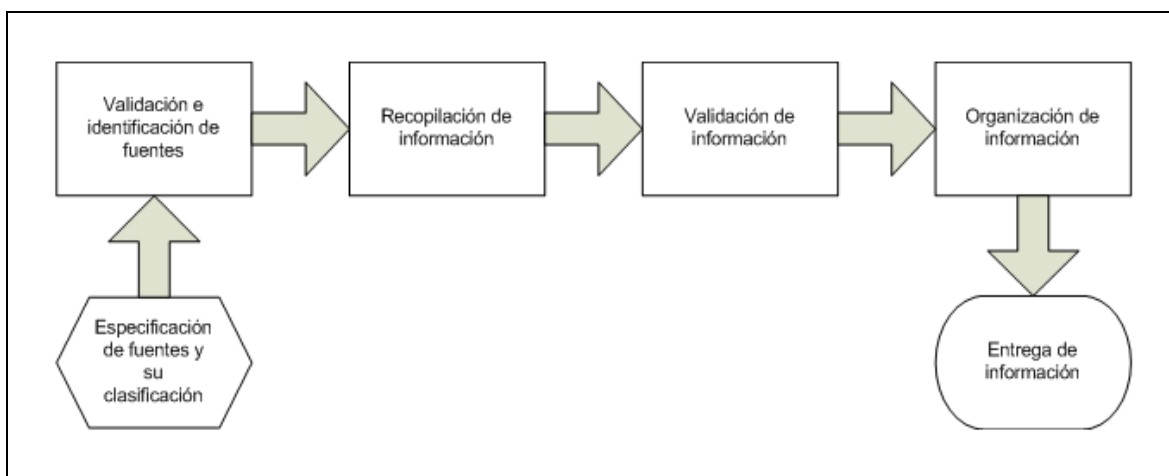 Validación e
identificación de
fuentes
Recopilación de
información
Validación de
información
Organización de
información
Especificación
de fuentes y
su
clasificación
Entrega de
información